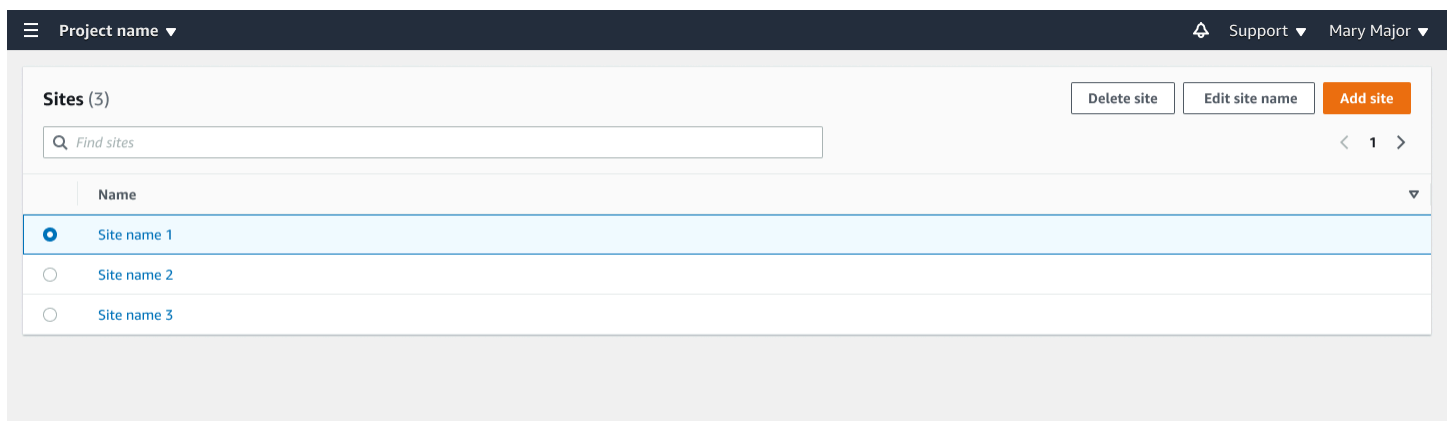 Project name Support Mary Major
Sites (3) Delete site Edit site name Add site
Find sites 1
Name
Site name 1
Site name 2
Site name 3